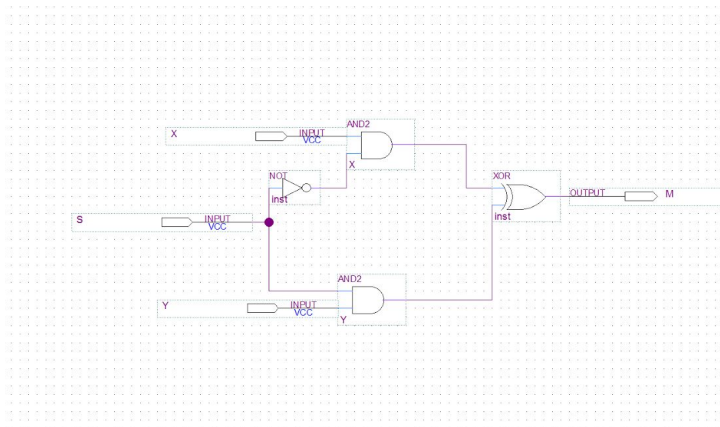 AND2
X INPUT
VCC
X
NOT
XOR
inst
OUTPUT M
S INPUT
VCC
inst
AND2
Y INPUT
VCC
Y